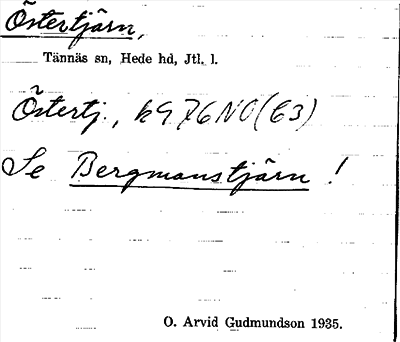 Östertjärn,
Tännäs sn, Hede hd, Jtl. l.
Östertj., k976NO(63)
Se Bergmanstjärn !
O. Arvid Gudmundson 1935.